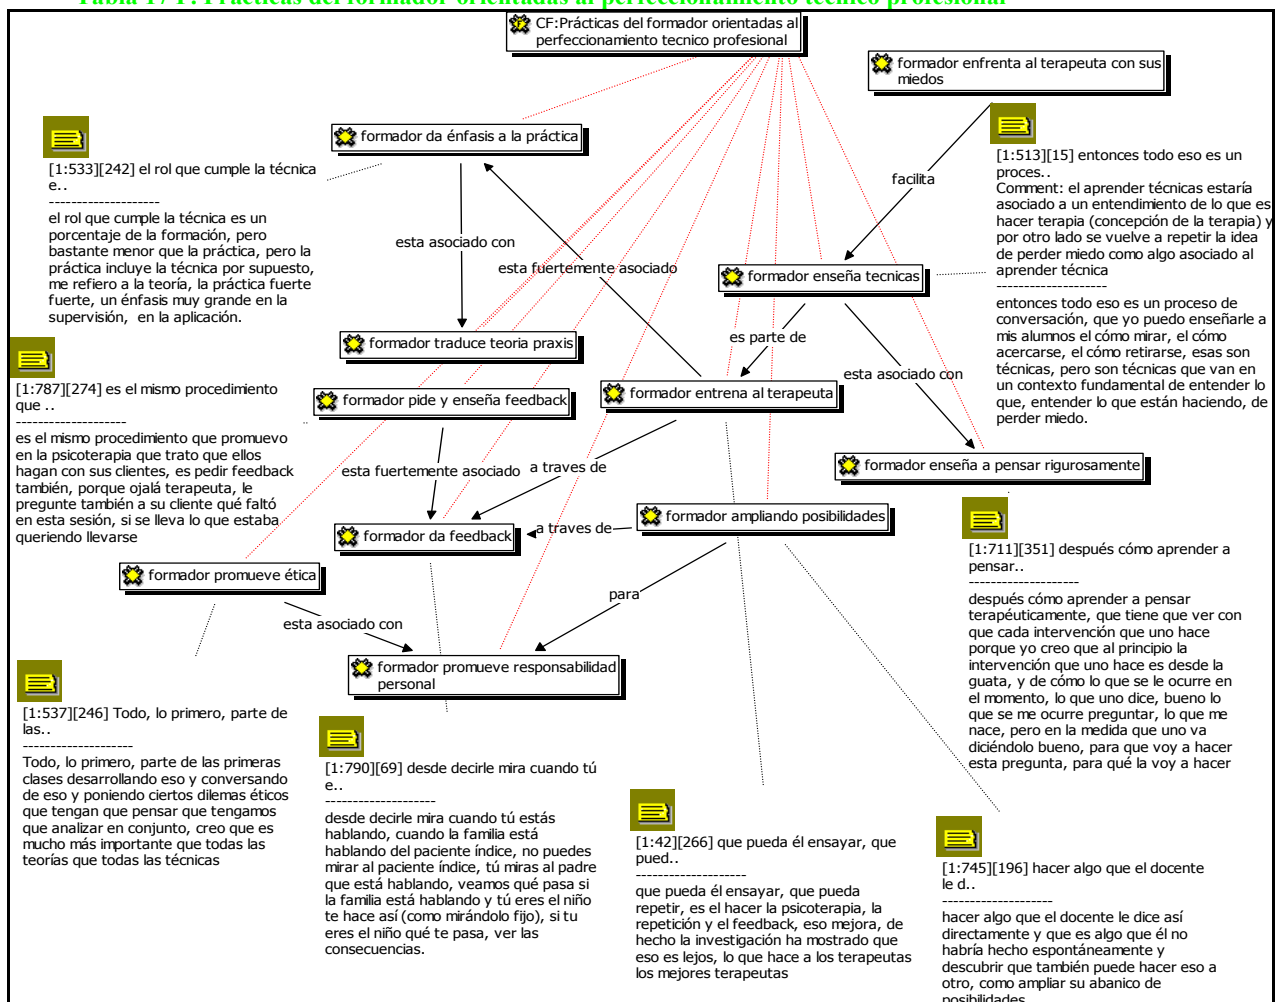 CF:Prácticas del formador orientadas al
perfeccionamiento tecnico profesional
formador enfrenta al terapeuta con sus
miedos
formador da énfasis a la práctica
[1:533][242] el rol que cumple la técnica
e..
--------------------
el rol que cumple la técnica es un
porcentaje de la formación, pero
bastante menor que la práctica, pero la
práctica incluye la técnica por supuesto,
me refiero a la teoría, la práctica fuerte
fuerte, un énfasis muy grande en la
supervisión, en la aplicación.
[1:513][15] entonces todo eso es un
proces..
Comment: el aprender técnicas estaría
asociado a un entendimiento de lo que es
hacer terapia (concepción de la terapia) y
por otro lado se vuelve a repetir la idea
de perder miedo como algo asociado al
aprender técnica
--------------------
entonces todo eso es un proceso de
conversación, que yo puedo enseñarle a
mis alumnos el cómo mirar, el cómo
acercarse, el cómo retirarse, esas son
técnicas, pero son técnicas que van en
un contexto fundamental de entender lo
que, entender lo que están haciendo, de
perder miedo.
facilita
esta asociado con
esta fuertemente asociado
formador enseña tecnicas
es parte de
formador traduce teoria praxis
esta asociado con
formador pide y enseña feedback
formador entrena al terapeuta
[1:787][274] es el mismo procedimiento
que ..
--------------------
es el mismo procedimiento que promuevo
en la psicoterapia que trato que ellos
hagan con sus clientes, es pedir feedback
también, porque ojalá terapeuta, le
pregunte también a su cliente qué faltó
en esta sesión, si se lleva lo que estaba
queriendo llevarse
esta fuertemente asociado
a traves de
formador enseña a pensar rigurosamente
formador ampliando posibilidades
formador da feedback
a traves de
[1:711][351] después cómo aprender a
pensar..
--------------------
después cómo aprender a pensar
terapéuticamente, que tiene que ver con
que cada intervención que uno hace
porque yo creo que al principio la
intervención que uno hace es desde la
guata, y de cómo lo que se le ocurre en
el momento, lo que uno dice, bueno lo
que se me ocurre preguntar, lo que me
nace, pero en la medida que uno va
diciéndolo bueno, para que voy a hacer
esta pregunta, para qué la voy a hacer
formador promueve ética
para
esta asociado con
formador promueve responsabilidad
personal
[1:537][246] Todo, lo primero, parte de
las..
--------------------
Todo, lo primero, parte de las primeras
clases desarrollando eso y conversando
de eso y poniendo ciertos dilemas éticos
que tengan que pensar que tengamos
que analizar en conjunto, creo que es
mucho más importante que todas las
teorías que todas las técnicas
[1:790][69] desde decirle mira cuando tú
e..
--------------------
desde decirle mira cuando tú estás
hablando, cuando la familia está
hablando del paciente índice, no puedes
mirar al paciente índice, tú miras al padre
que está hablando, veamos qué pasa si
la familia está hablando y tú eres el niño
te hace así (como mirándolo fijo), si tu
eres el niño qué te pasa, ver las
consecuencias.
[1:42][266] que pueda él ensayar, que
pued..
--------------------
que pueda él ensayar, que pueda
repetir, es el hacer la psicoterapia, la
repetición y el feedback, eso mejora, de
hecho la investigación ha mostrado que
eso es lejos, lo que hace a los terapeutas
los mejores terapeutas
[1:745][196] hacer algo que el docente
le d..
--------------------
hacer algo que el docente le dice así
directamente y que es algo que él no
habría hecho espontáneamente y
descubrir que también puede hacer eso a
otro, como ampliar su abanico de
posibilidades